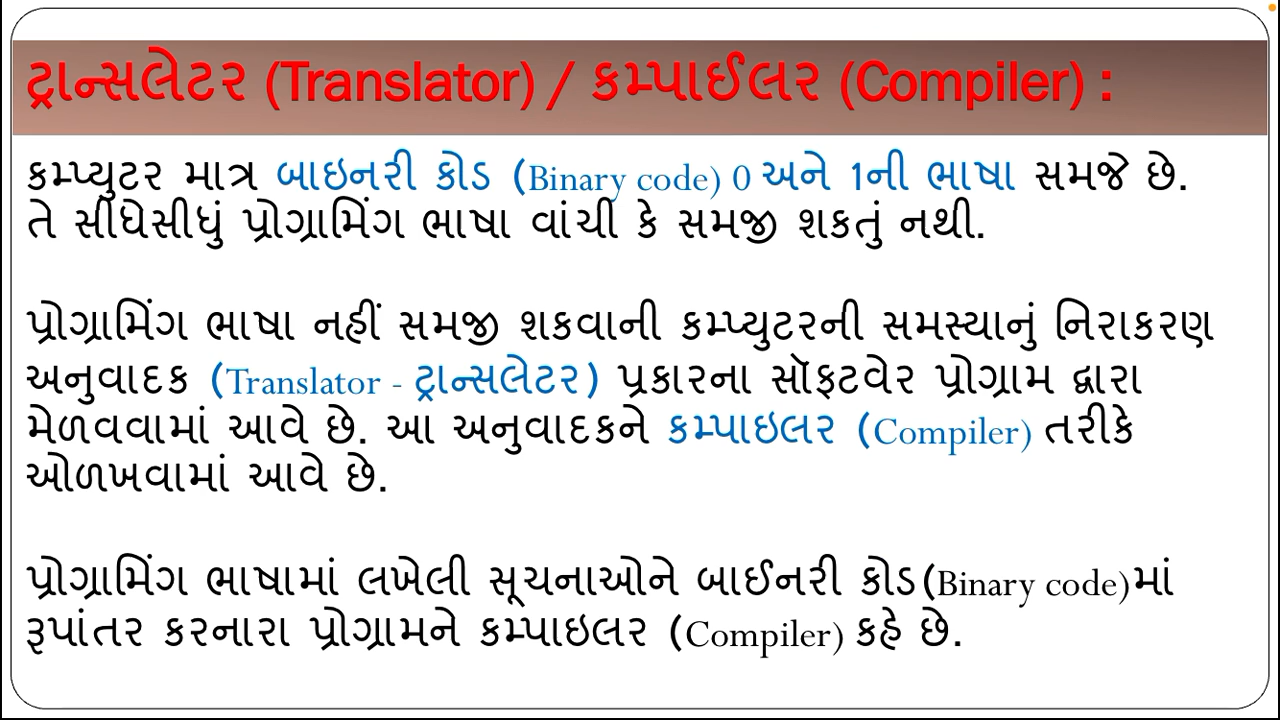 ટ્રાન્સલેટર (Translator) / કમ્પાઈલર (Compiler) :
કમ્પ્યુટર માત્ર બાઇનરી કોડ (Binary code) 0 અને 1ની ભાષા સમજે છે.
તે સીધેસીધું પ્રોગ્રામિંગ ભાષા વાંચી કે સમજી શકતું નથી.
પ્રોગ્રામિંગ ભાષા નહીં સમજી શકવાની કમ્પ્યુટરની સમસ્યાનું નિરાકરણ
અનુવાદક (Translator - ટ્રાન્સલેટર) પ્રકારના સૉફટવેર પ્રોગ્રામ દ્વારા
મેળવવામાં આવે છે. આ અનુવાદકને કમ્પાઇલર (Compiler) તરીકે
ઓળખવામાં આવે છે.
પ્રોગ્રામિંગ ભાષામાં લખેલી સૂચનાઓને બાઈનરી કોડ(Binary code)માં
રૂપાંતર કરનારા પ્રોગ્રામને કમ્પાઇલર (Compiler) કહે છે.